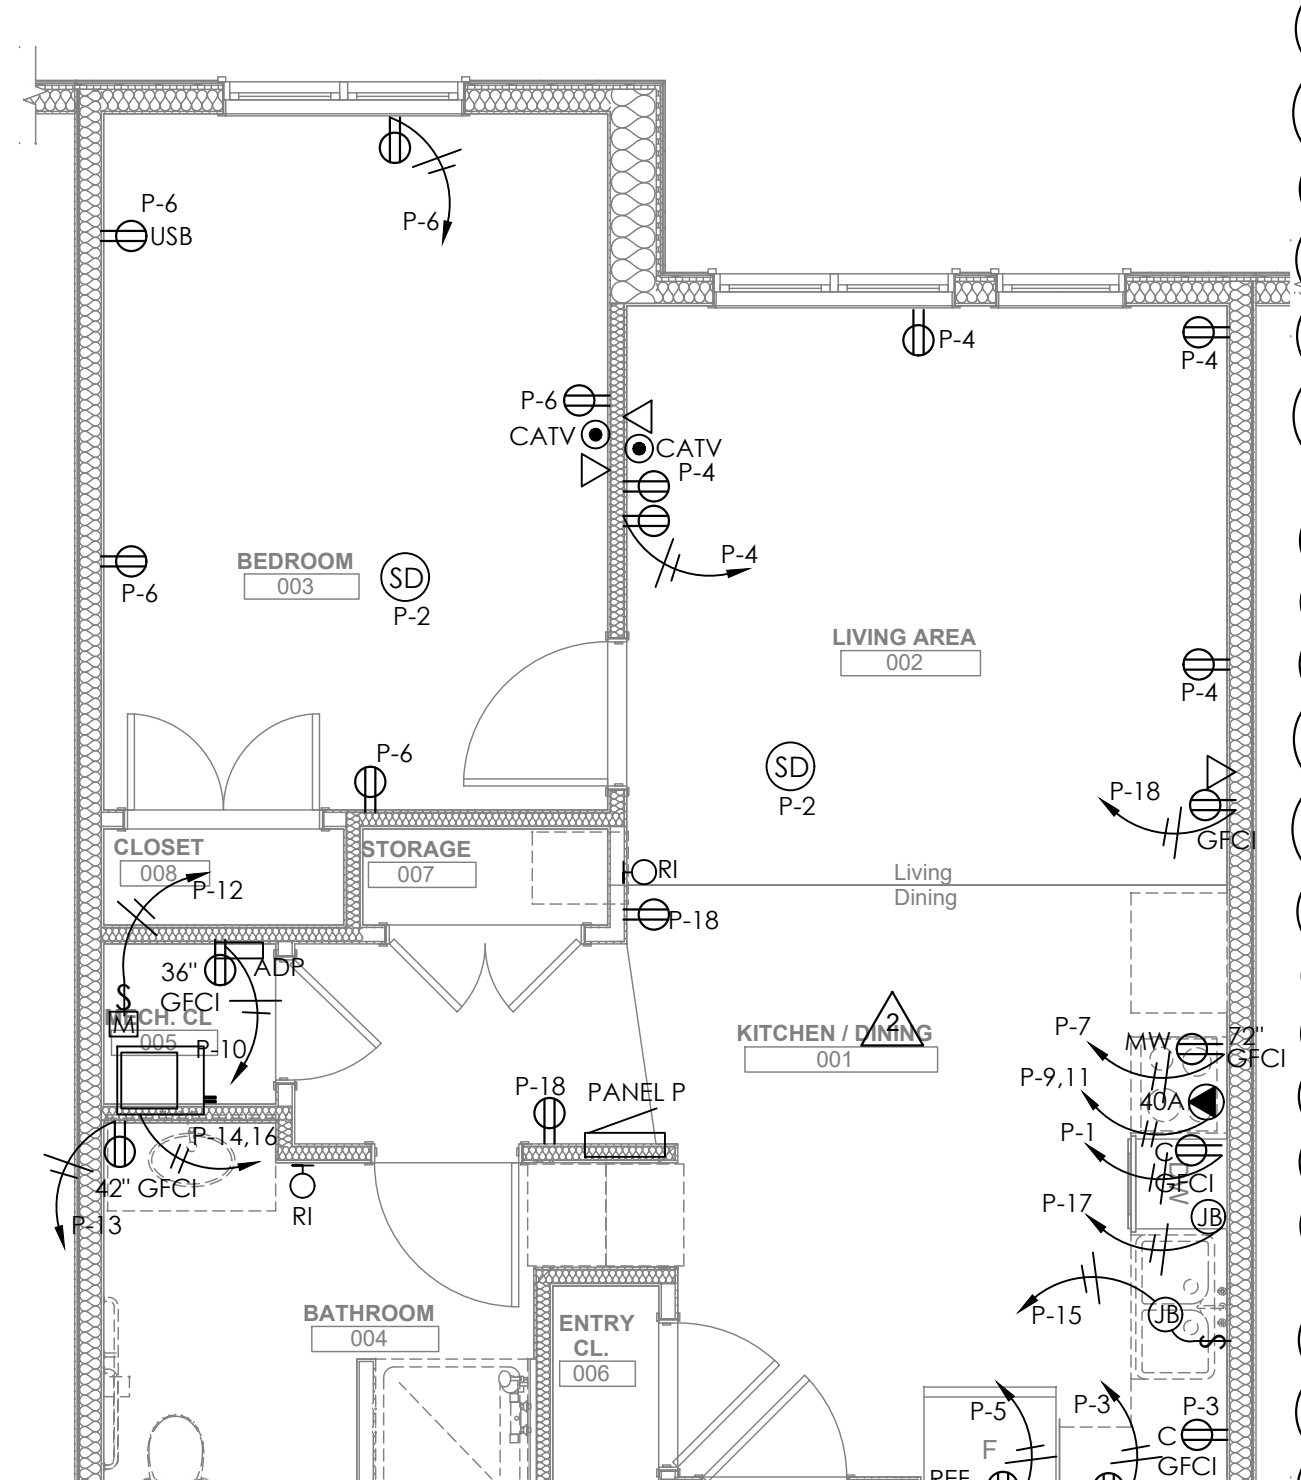 P-6
USB
P-6
P-4
P-4
P-6
CATV
CATV
P-4
P-4
BEDROOM
003
SD
P-2
P-6
LIVING AREA
002
P-4
P-6
SD
P-2
P-18
GFCI
CLOSET
008
P-12
STORAGE
007
RI
P-18
Living
Dining
36"
GFCI
ADP
S
M
MECH. CL
005
P-10
KITCHEN / DINING
001
2
P-7
MW
72"
GFCI
P-9,11
40A
P-18
PANEL P
P-1
C
GFCI
DW
P-14,16
42" GFCI
P-13
RI
P-17
JB
P-15
JB
S
BATHROOM
004
ENTRY
CL.
006
P-5
P-3
P-3
F
C
GFCI
REF